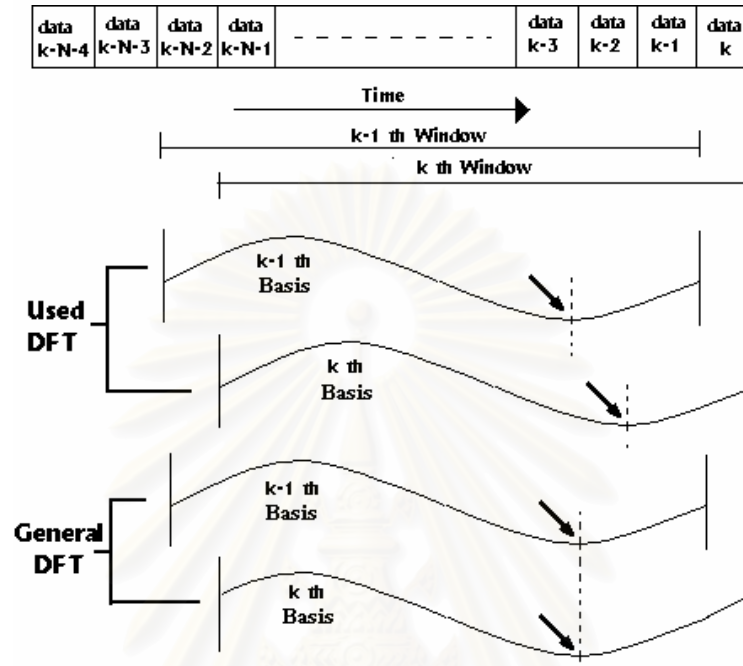 data data data data data data data data
k-N-4 k-N-3 k-N-2 k-N-1 k-3 k-2 k-1 k
Time
k-1 th Window
k th Window
k-1 th
Basis
Used
DFT
k th
Basis
k-1 th
Basis
General
DFT
k th
Basis